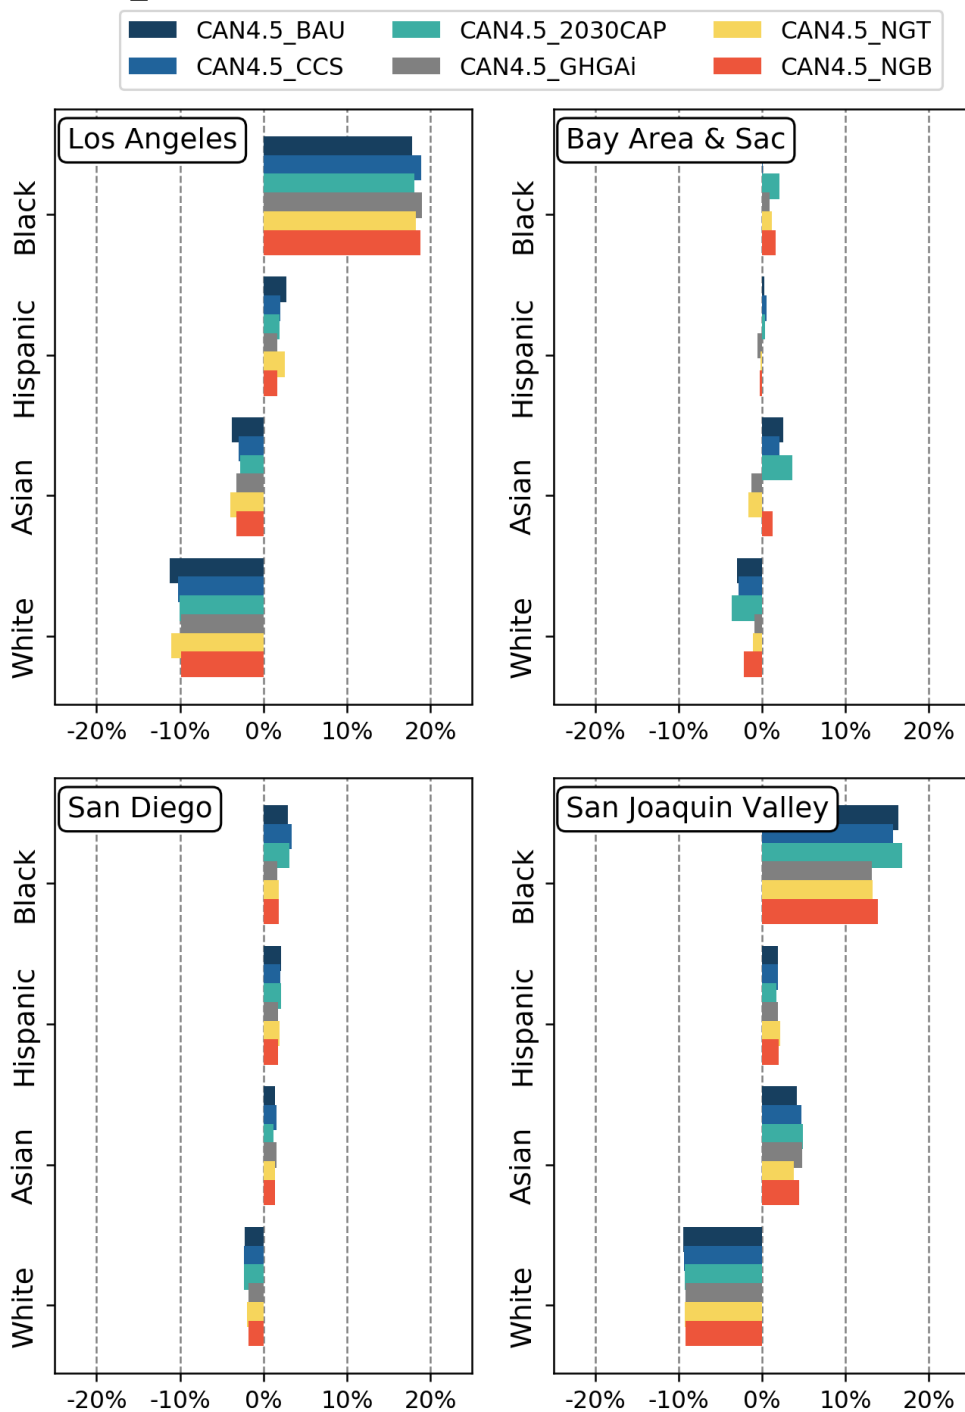 CAN4.5_BAU CAN4.5_2030CAP CAN4.5_NGT
CAN4.5_CCS CAN4.5_GHGAi CAN4.5_NGB
Los Angeles
Black
Hispanic
Asian
White
-20% -10% 0% 10% 20%
Bay Area & Sac
Black
Hispanic
Asian
White
-20% -10% 0% 10% 20%
San Diego
Black
Hispanic
Asian
White
-20% -10% 0% 10% 20%
San Joaquin Valley
Black
Hispanic
Asian
White
-20% -10% 0% 10% 20%